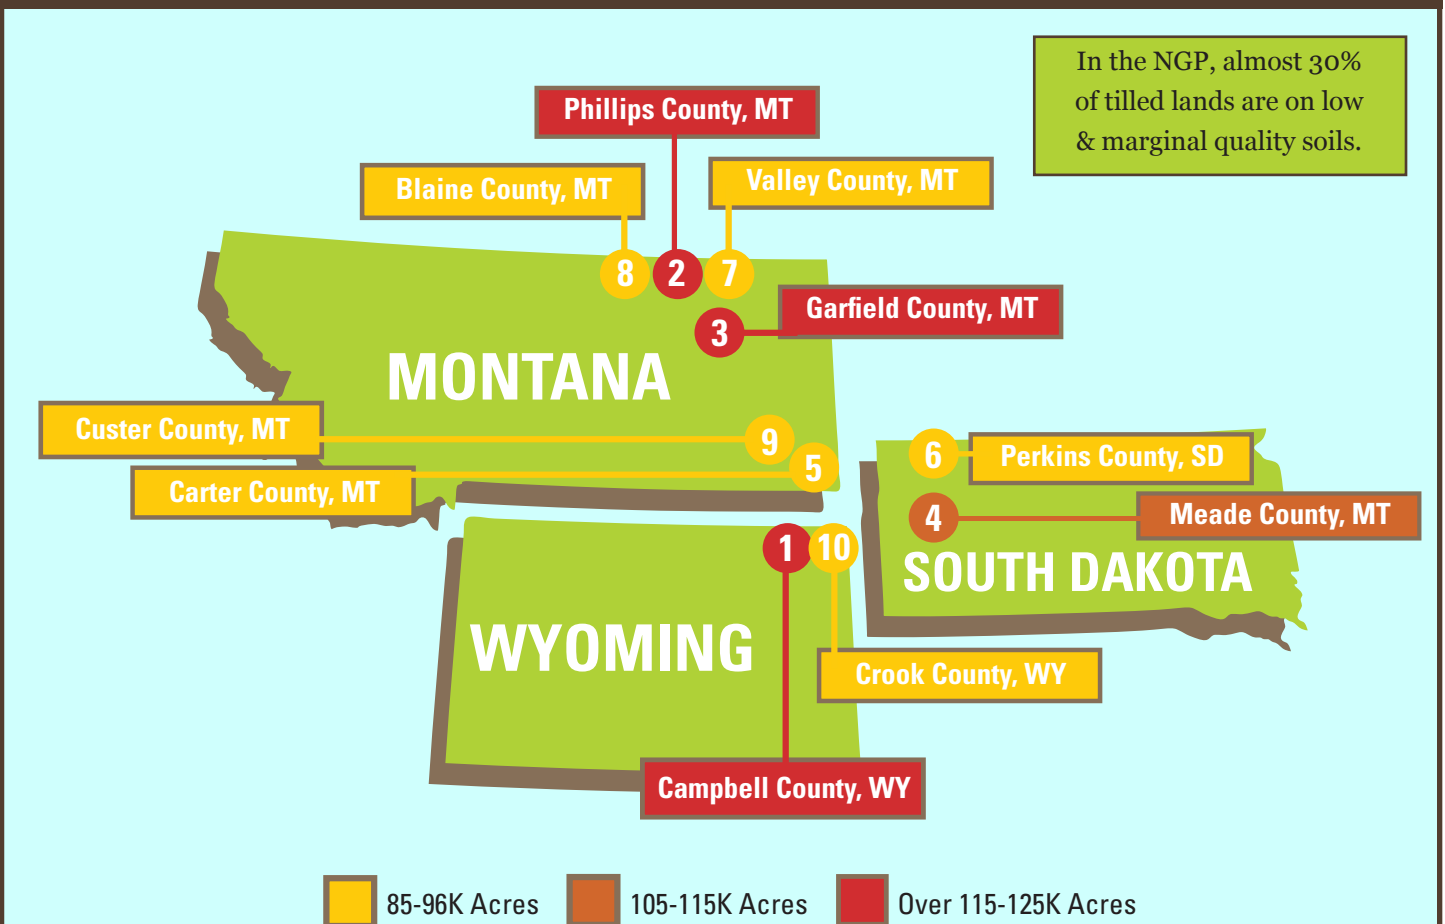 In the NGP, almost 30%
of tilled lands are on low
& marginal quality soils.
Phillips County, MT
Blaine County, MT
Valley County, MT
8
2
7
Garfield County, MT
3
MONTANA
Custer County, MT
9
Carter County, MT
5
6
Perkins County, SD
4
Meade County, MT
SOUTH DAKOTA
1
10
WYOMING
Crook County, WY
Campbell County, WY
85-96K Acres
105-115K Acres
Over 115-125K Acres